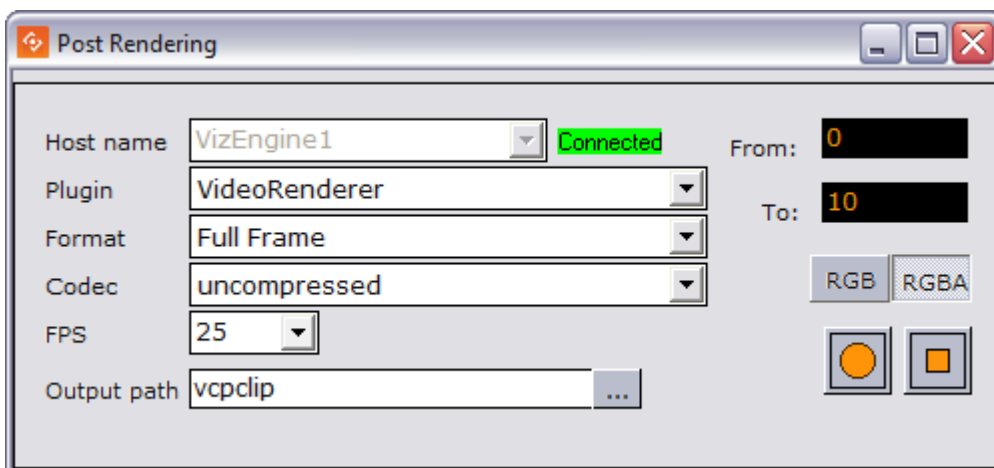 Post Rendering
Host name VizEngine1 Connected From: 0
Plugin VideoRenderer To: 10
Format Full Frame
Codec uncompressed RGB RGBA
FPS 25
Output path vcpclip ...